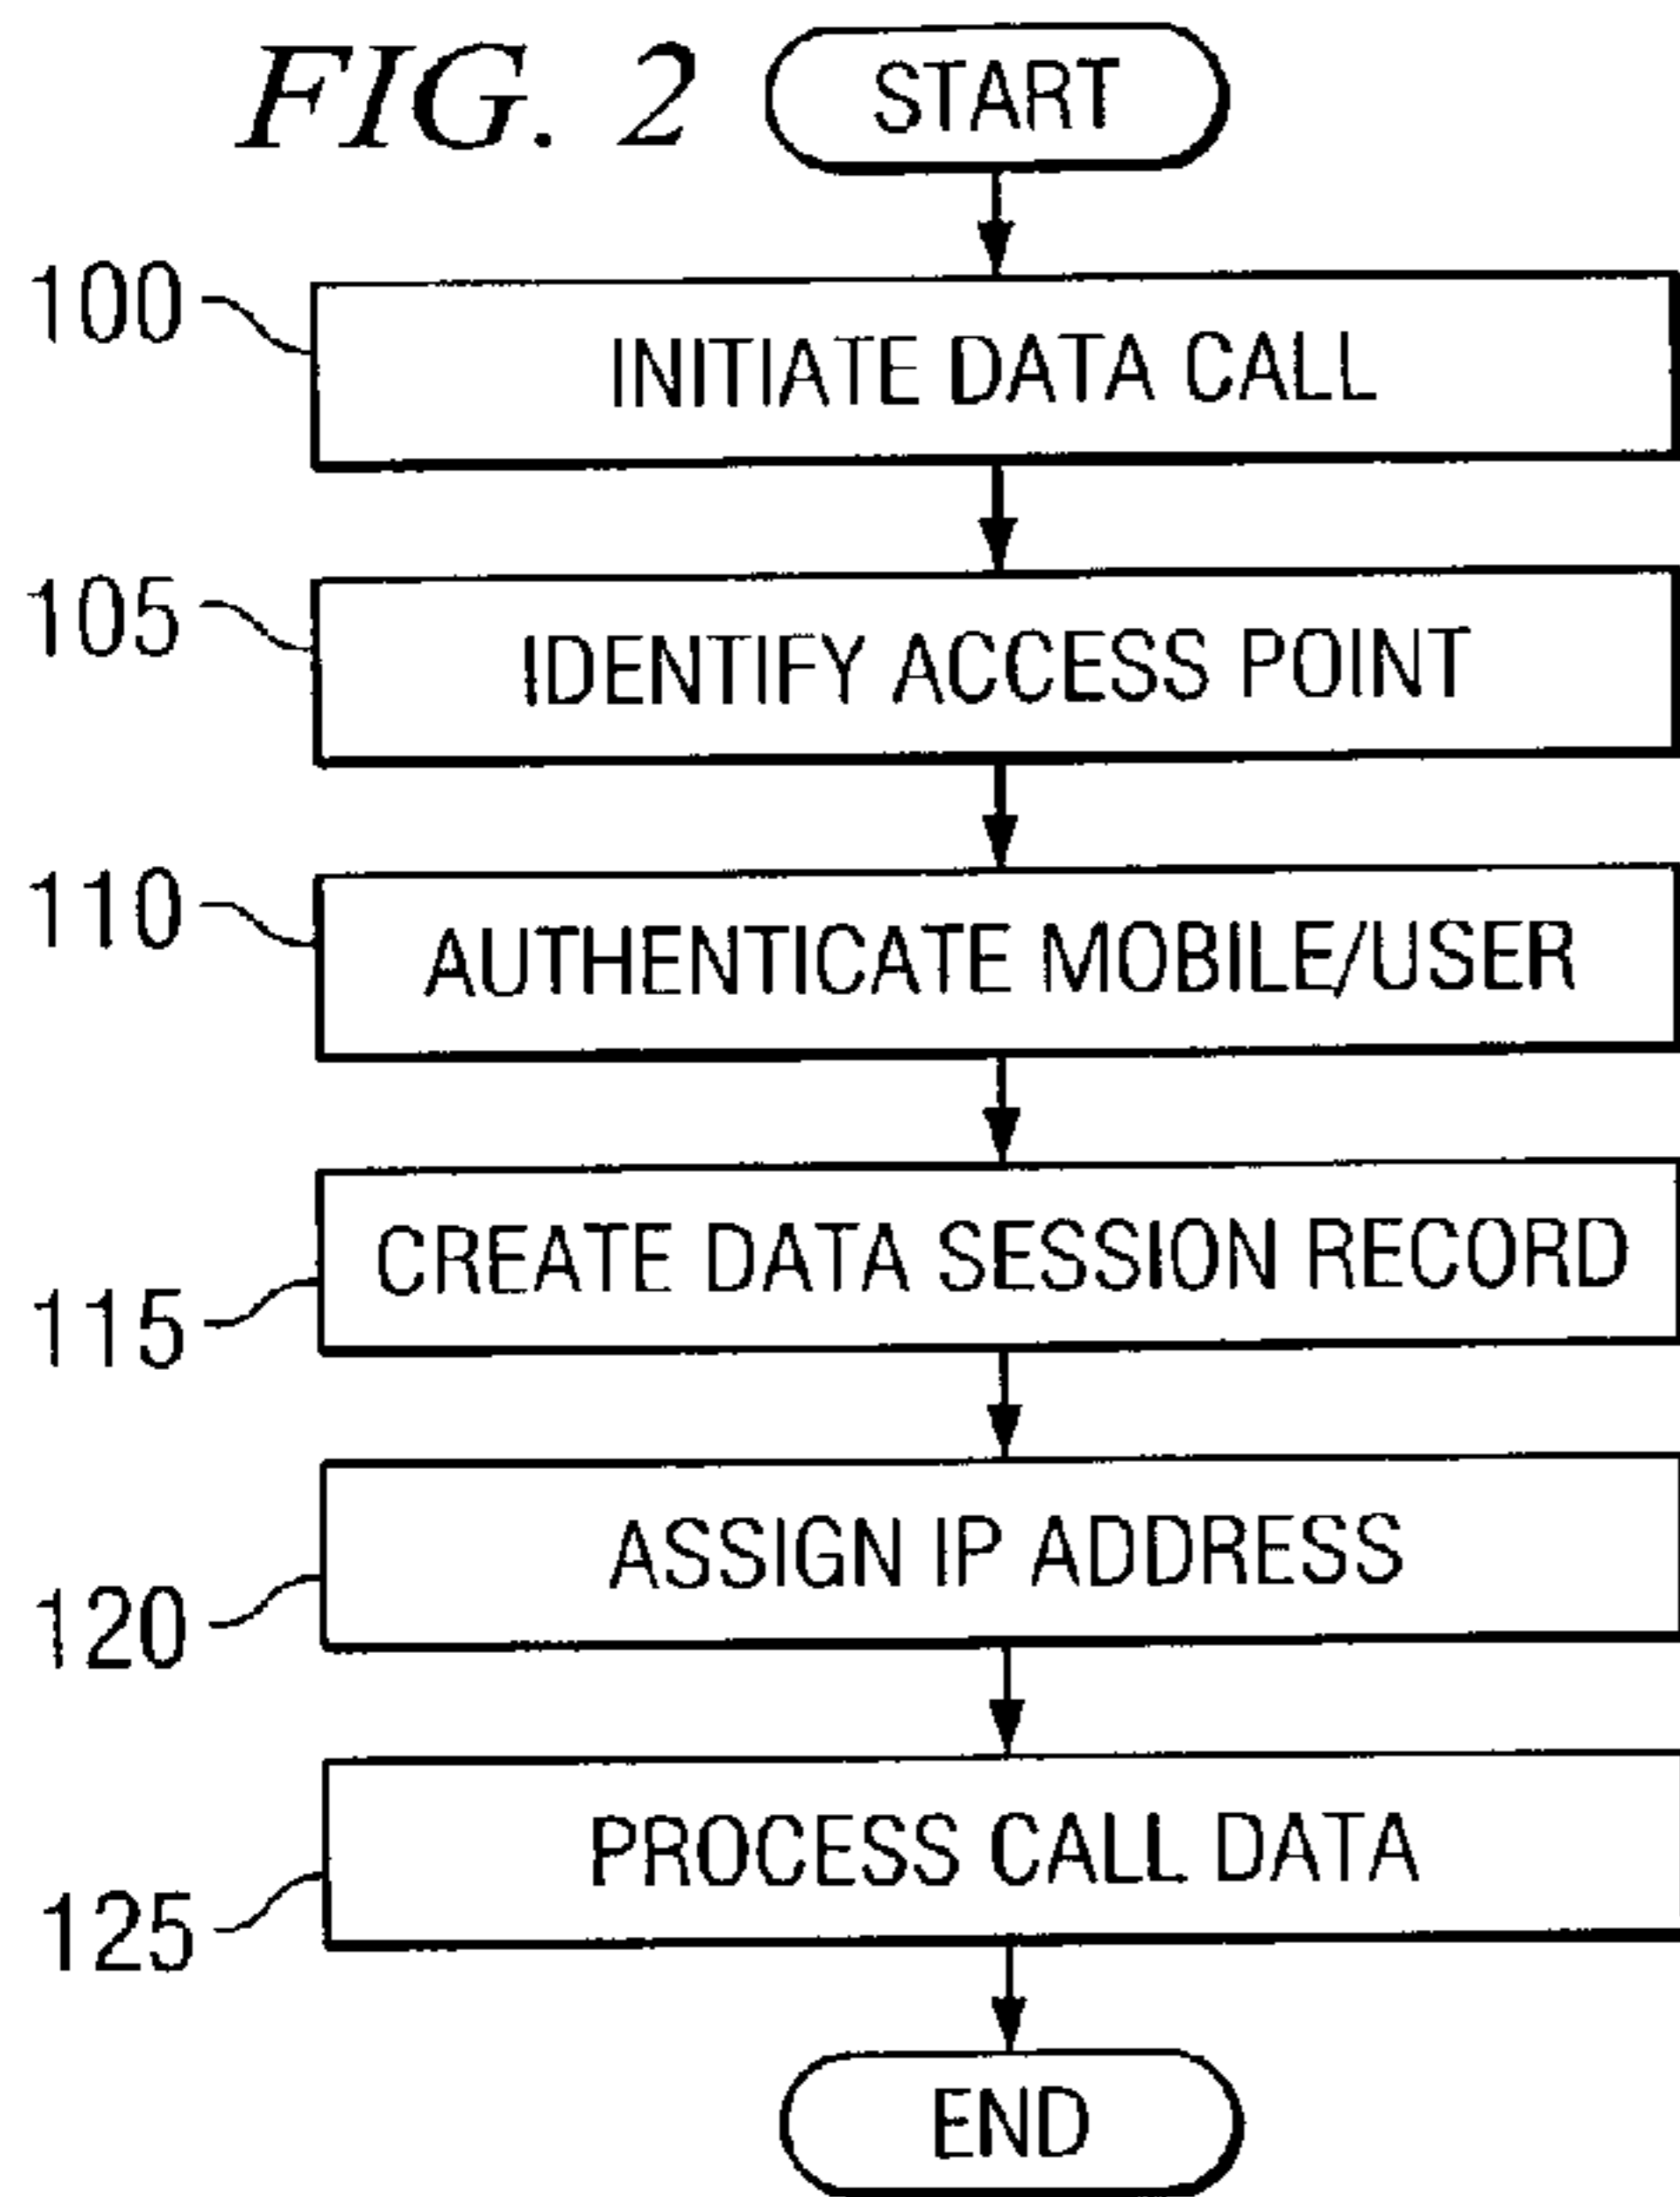 FIG. 2
START
100
INITIATE DATA CALL
105
IDENTIFY ACCESS POINT
110
AUTHENTICATE MOBILE/USER
CREATE DATA SESSION RECORD
115
ASSIGN IP ADDRESS
120
PROCESS CALL DATA
125
END